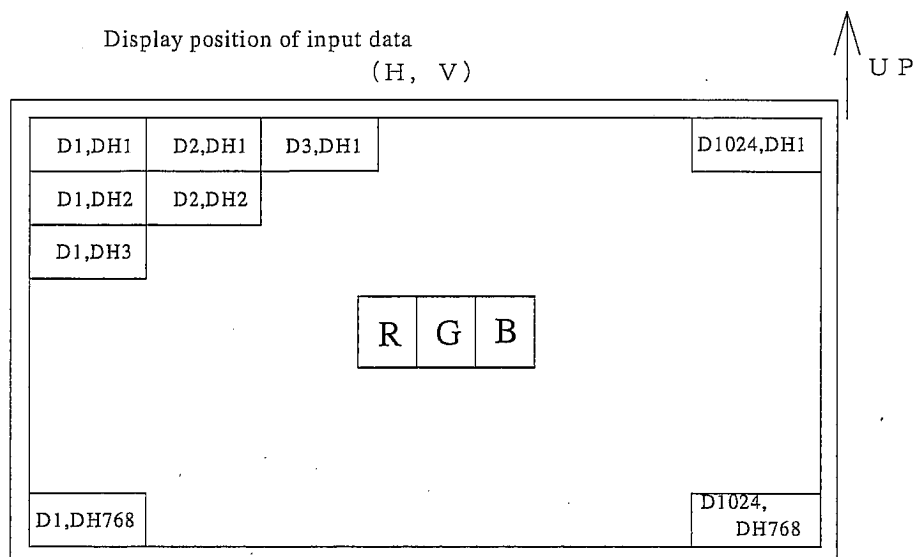 Display position of input data
(H, V)
UP
D1,DH1 D2,DH1 D3,DH1 D1024,DH1
D1,DH2 D2,DH2
D1,DH3
R G B
D1,DH768 D1024,
DH768